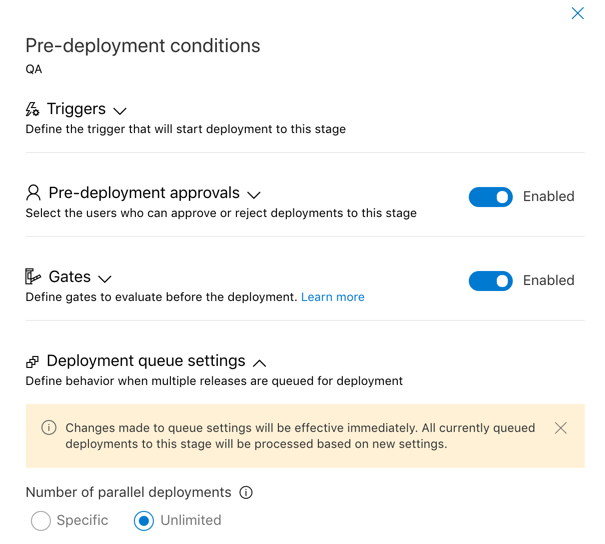 Pre-deployment conditions
QA
Triggers
Define the trigger that will start deployment to this stage
Pre-deployment approvals
Enabled
Select the users who can approve or reject deployments to this stage
Gates
Enabled
Define gates to evaluate before the deployment. Learn more
Deployment queue settings
Define behavior when multiple releases are queued for deployment
Changes made to queue settings will be effective immediately. All currently queued
deployments to this stage will be processed based on new settings.
Number of parallel deployments
Specific
Unlimited